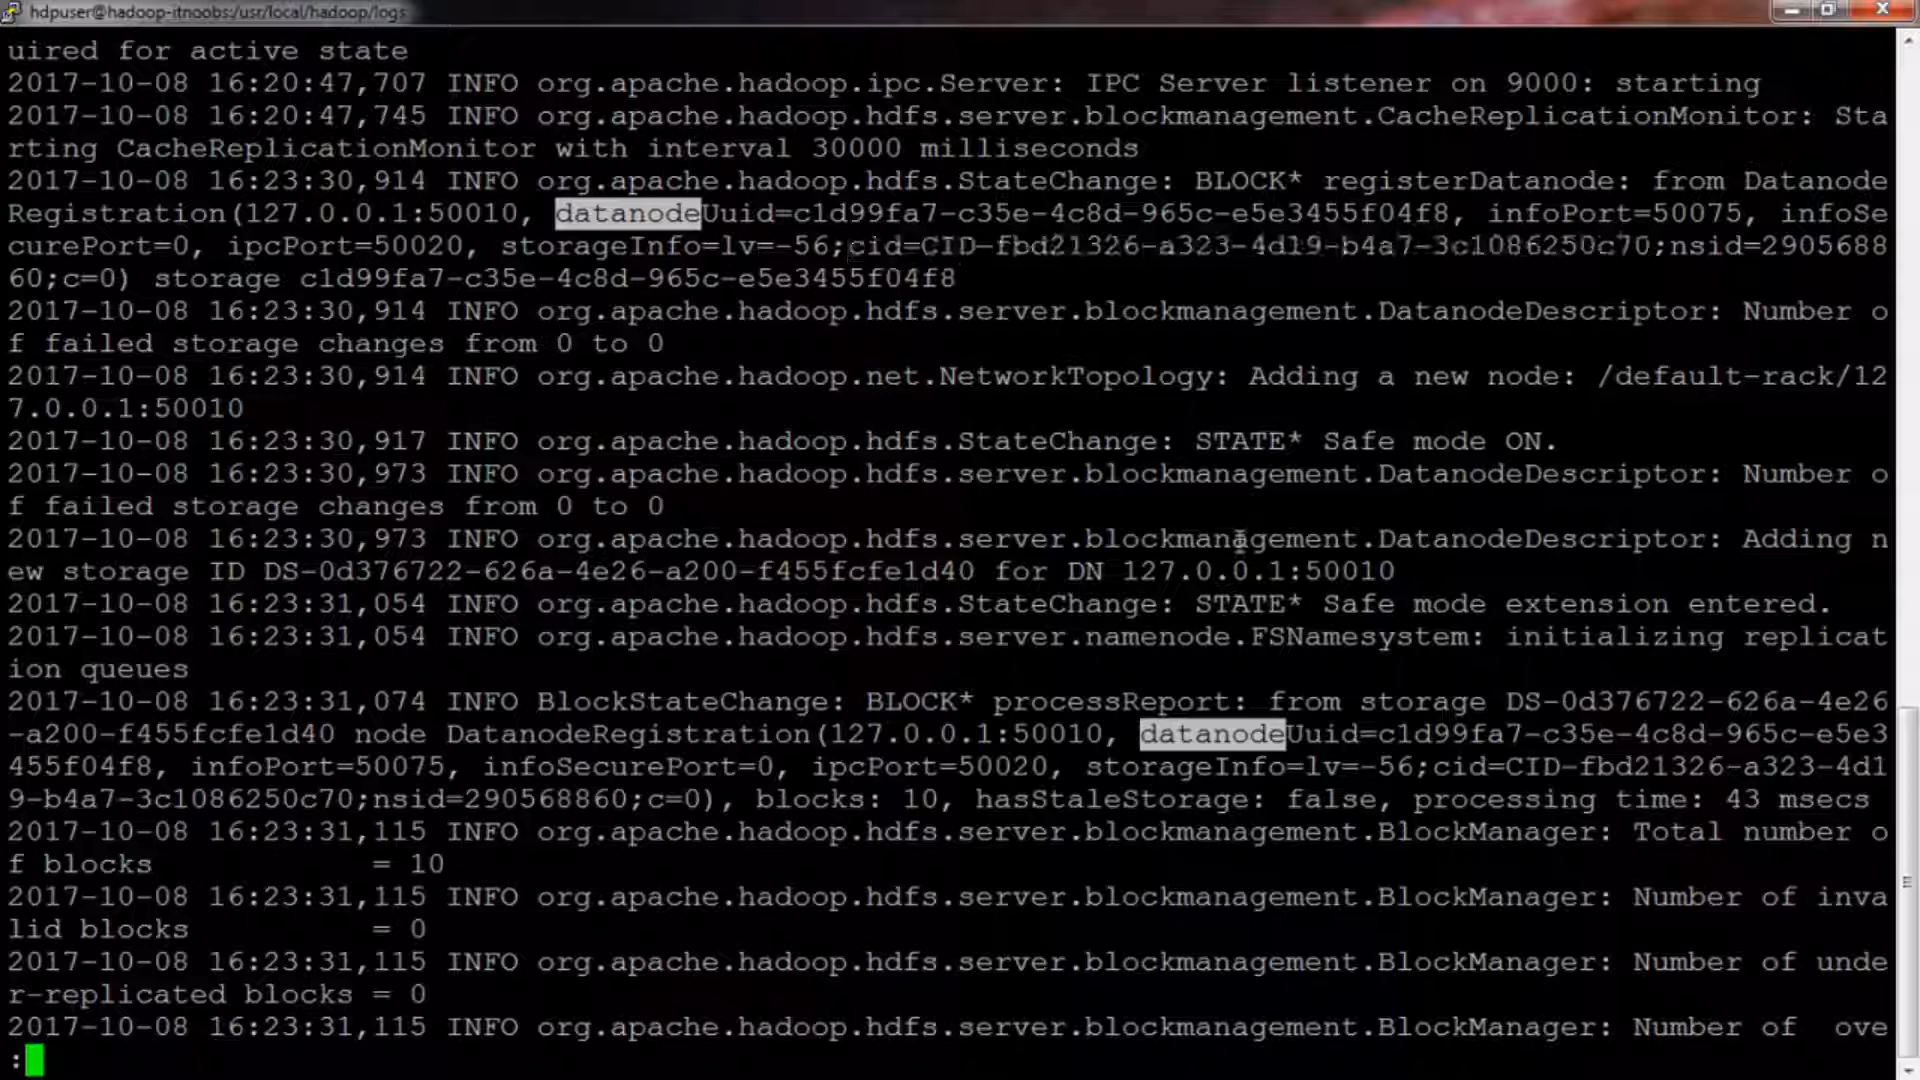 hdpuser@hadoop-itnoobs:/usr/local/hadoop/logs
uired for active state
2017-10-08 16:20:47,707 INFO org.apache.hadoop.ipc.Server: IPC Server listener on 9000: starting
2017-10-08 16:20:47,745 INFO org.apache.hadoop.hdfs.server.blockmanagement.CacheReplicationMonitor: Sta
rting CacheReplicationMonitor with interval 30000 milliseconds
2017-10-08 16:23:30,914 INFO org.apache.hadoop.hdfs.StateChange: BLOCK* registerDatanode: from Datanode
Registration(127.0.0.1:50010, datanodeUuid=c1d99fa7-c35e-4c8d-965c-e5e3455f04f8, infoPort=50075, infoSe
curePort=0, ipcPort=50020, storageInfo=lv=-56;cid=CID-fbd21326-a323-4d19-b4a7-3c1086250c70;nsid=2905688
60;c=0) storage c1d99fa7-c35e-4c8d-965c-e5e3455f04f8
2017-10-08 16:23:30,914 INFO org.apache.hadoop.hdfs.server.blockmanagement.DatanodeDescriptor: Number o
f failed storage changes from 0 to 0
2017-10-08 16:23:30,914 INFO org.apache.hadoop.net.NetworkTopology: Adding a new node: /default-rack/12
7.0.0.1:50010
2017-10-08 16:23:30,917 INFO org.apache.hadoop.hdfs.StateChange: STATE* Safe mode ON.
2017-10-08 16:23:30,973 INFO org.apache.hadoop.hdfs.server.blockmanagement.DatanodeDescriptor: Number o
f failed storage changes from 0 to 0
2017-10-08 16:23:30,973 INFO org.apache.hadoop.hdfs.server.blockmanagement.DatanodeDescriptor: Adding n
ew storage ID DS-0d376722-626a-4e26-a200-f455fcfe1d40 for DN 127.0.0.1:50010
2017-10-08 16:23:31,054 INFO org.apache.hadoop.hdfs.StateChange: STATE* Safe mode extension entered.
2017-10-08 16:23:31,054 INFO org.apache.hadoop.hdfs.server.namenode.FSNamesystem: initializing replicat
ion queues
2017-10-08 16:23:31,074 INFO BlockStateChange: BLOCK* processReport: from storage DS-0d376722-626a-4e26
-a200-f455fcfe1d40 node DatanodeRegistration(127.0.0.1:50010, datanodeUuid=c1d99fa7-c35e-4c8d-965c-e5e3
455f04f8, infoPort=50075, infoSecurePort=0, ipcPort=50020, storageInfo=lv=-56;cid=CID-fbd21326-a323-4d1
9-b4a7-3c1086250c70;nsid=290568860;c=0), blocks: 10, hasStaleStorage: false, processing time: 43 msecs
2017-10-08 16:23:31,115 INFO org.apache.hadoop.hdfs.server.blockmanagement.BlockManager: Total number o
f blocks            = 10
2017-10-08 16:23:31,115 INFO org.apache.hadoop.hdfs.server.blockmanagement.BlockManager: Number of inva
lid blocks          = 0
2017-10-08 16:23:31,115 INFO org.apache.hadoop.hdfs.server.blockmanagement.BlockManager: Number of unde
r-replicated blocks = 0
2017-10-08 16:23:31,115 INFO org.apache.hadoop.hdfs.server.blockmanagement.BlockManager: Number of  ove
: